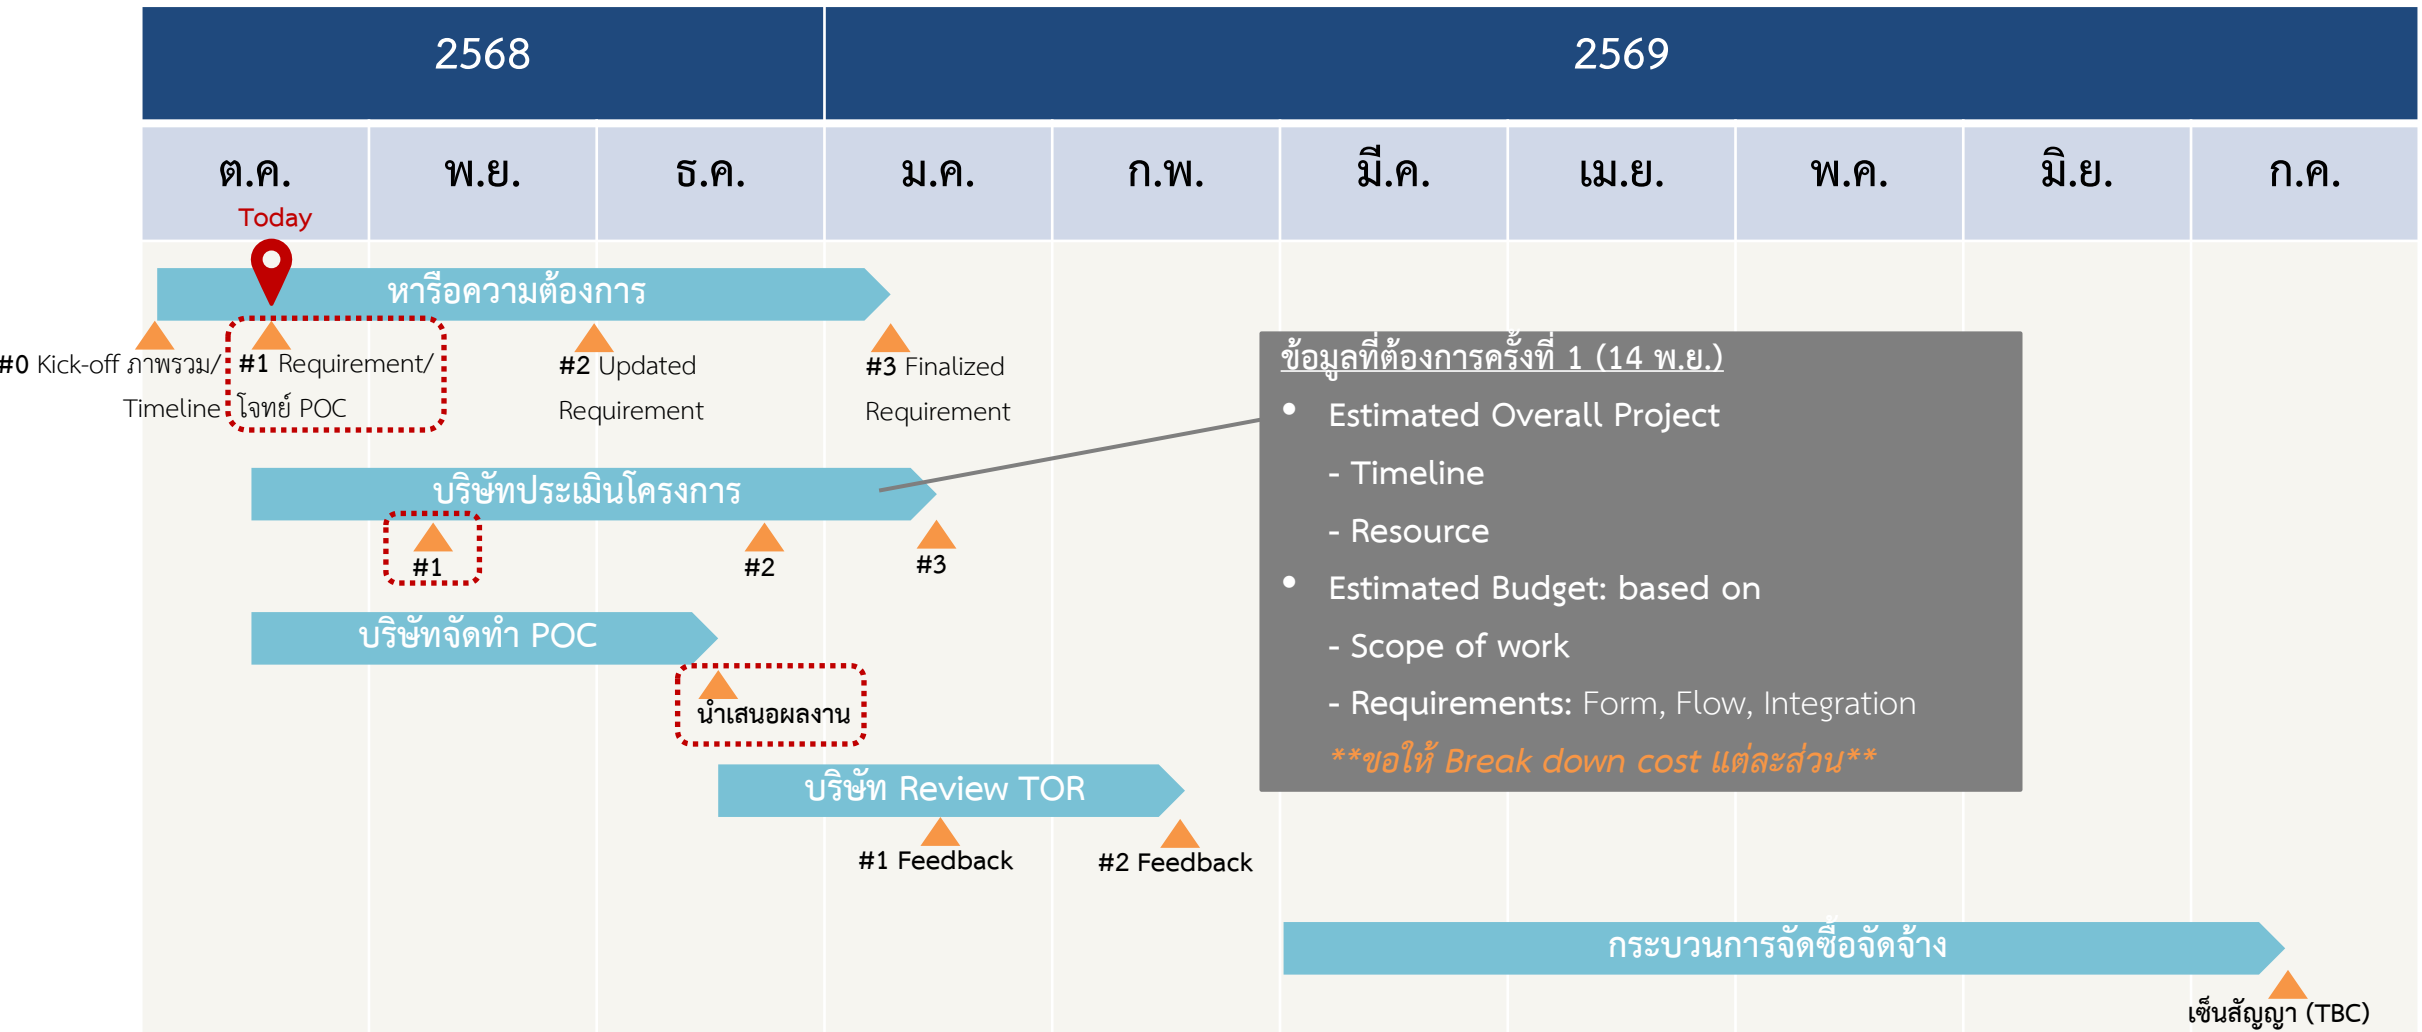 2568
2569
ต.ค.
พ.ย.
ธ.ค.
ม.ค.
ก.พ.
มี.ค.
เม.ย.
พ.ค.
มิ.ย.
ก.ค.
Today
หารือความต้องการ
#0 Kick-off ภาพรวม/
Timeline
#1 Requirement/
โจทย์ POC
#2 Updated
Requirement
#3 Finalized
Requirement
บริษัทประเมินโครงการ
#1
#2
#3
บริษัทจัดทำ POC
นำเสนอผลงาน
บริษัท Review TOR
#1 Feedback
#2 Feedback
ข้อมูลที่ต้องการครั้งที่ 1 (14 พ.ย.)
• Estimated Overall Project
- Timeline
- Resource
• Estimated Budget: based on
- Scope of work
- Requirements: Form, Flow, Integration
**ขอให้ Break down cost แต่ละส่วน**
กระบวนการจัดซื้อจัดจ้าง
เซ็นสัญญา (TBC)